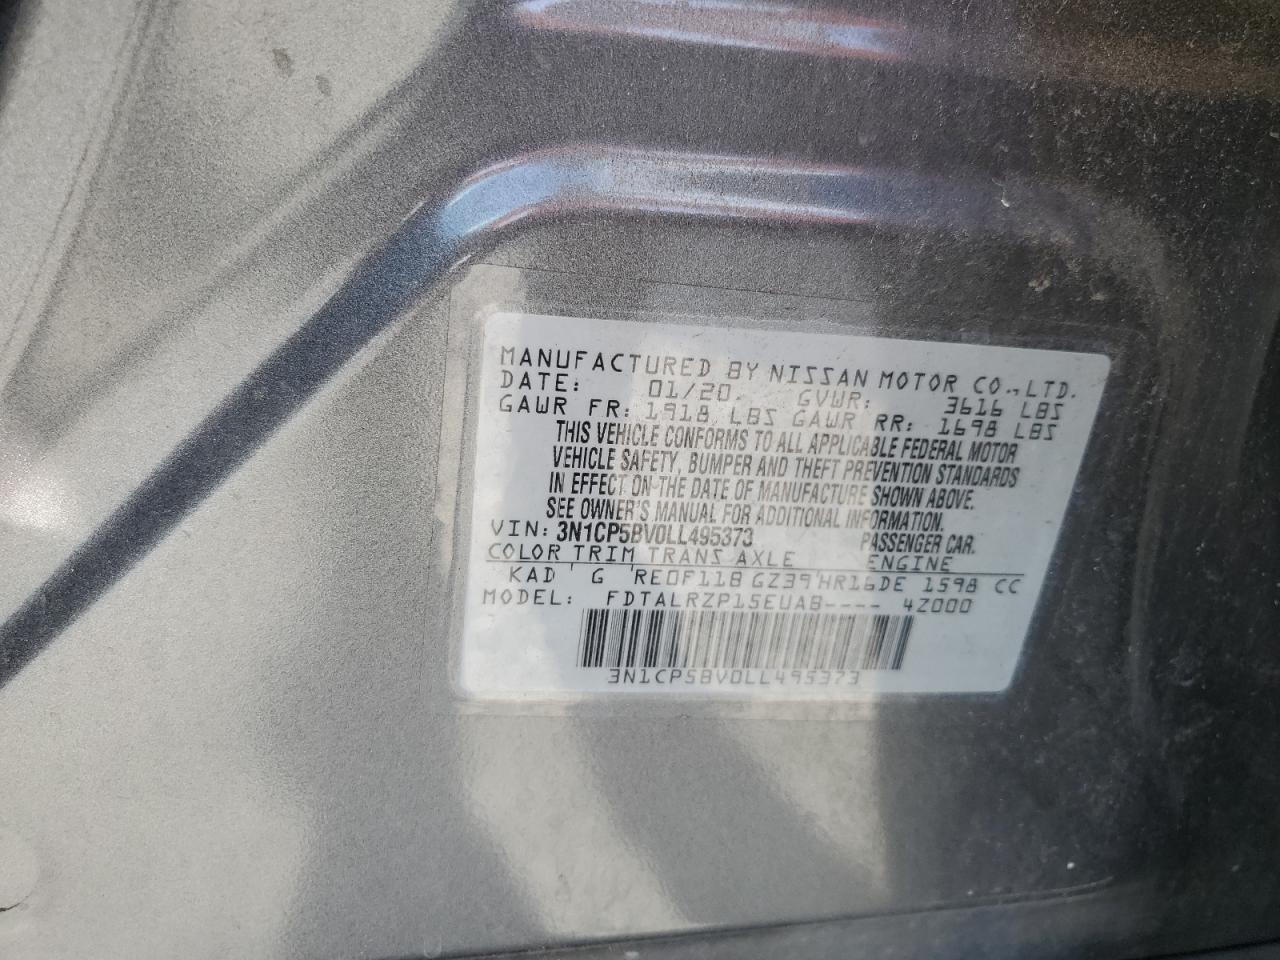 MANUFACTURED BY NISSAN MOTOR CO.,LTD.
DATE: 01/20. GVWR: 3616 LBS
GAWR FR: 1918 LBS GAWR RR: 1698 LBS
THIS VEHICLE CONFORMS TO ALL APPLICABLE FEDERAL MOTOR
VEHICLE SAFETY, BUMPER AND THEFT PREVENTION STANDARDS
IN EFFECT ON THE DATE OF MANUFACTURE SHOWN ABOVE.
SEE OWNER'S MANUAL FOR ADDITIONAL INFORMATION.
VIN: 3N1CP5BV0LL495373 PASSENGER CAR.
COLOR TRIM TRANS AXLE ENGINE
KAD G RE0F11B GZ39 HR16DE 1598 CC
MODEL: FDTALRZP15EUAB---- 4Z000
3N1CP5BV0LL495373